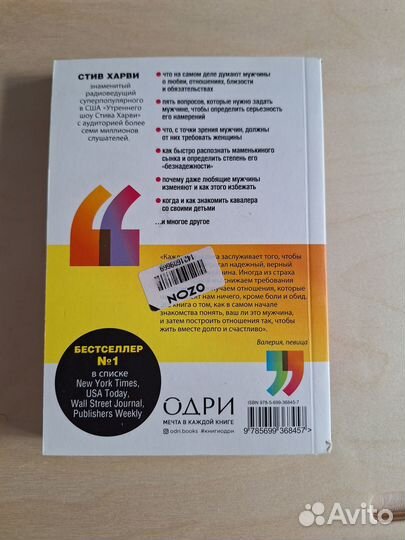 СТИВ ХАРВИ
знаменитый
радиоведущий
суперпопулярного
в США «Утреннего
шоу Стива Харви»
с аудиторией более
семи миллионов
слушателей.
что на самом деле думают мужчины
о любви, отношениях, близости
и обязательствах
пять вопросов, которые нужно задать
мужчине, чтобы определить серьезность
его намерений
что, с точки зрения мужчин, должны
от них требовать женщины
как быстро распознать маменькиного
сынка и определить степень его
«безнадежности»
почему даже любящие мужчины
изменяют и как этого избежать
когда и как знакомить кавалера
со своими детьми
...и многое другое
заслуживает того, чтобы
надежный, верный
Иногда из страха
снижаем требования
отношения, которые
нам ничего, кроме боли и обид.
книга о том, как в самом начале
знакомства понять, ваш ли это мужчина,
и затем построить отношения так, чтобы
жить вместе долго и счастливо».
Валерия, певица
OZON
БЕСТСЕЛЛЕР
№1
в списке
New York Times,
USA Today,
Wall Street Journal,
Publishers Weekly
ОДРИ
МЕЧТА В КАЖДОЙ КНИГЕ
odri.books #книгиодри
ISBN 978-5-699-36845-7
9 785699 368457 >
Avito